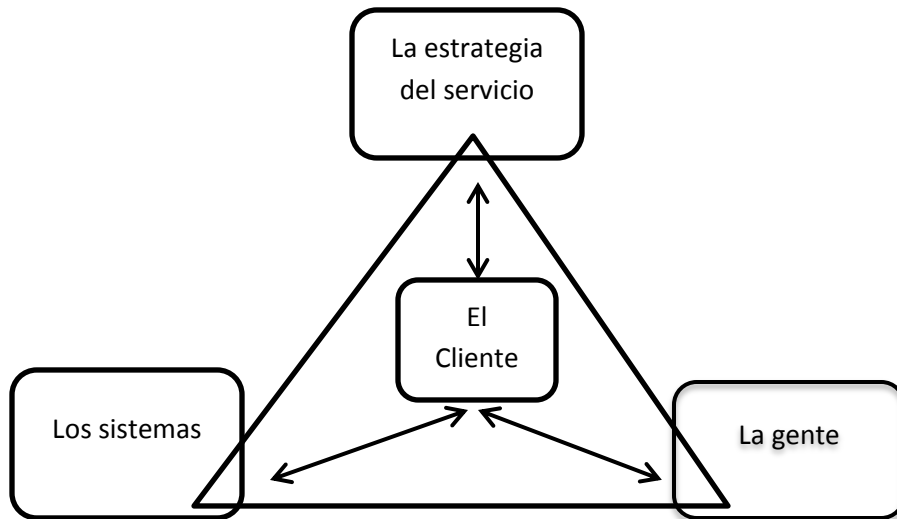 La estrategia
del servicio
El
Cliente
Los sistemas
La gente